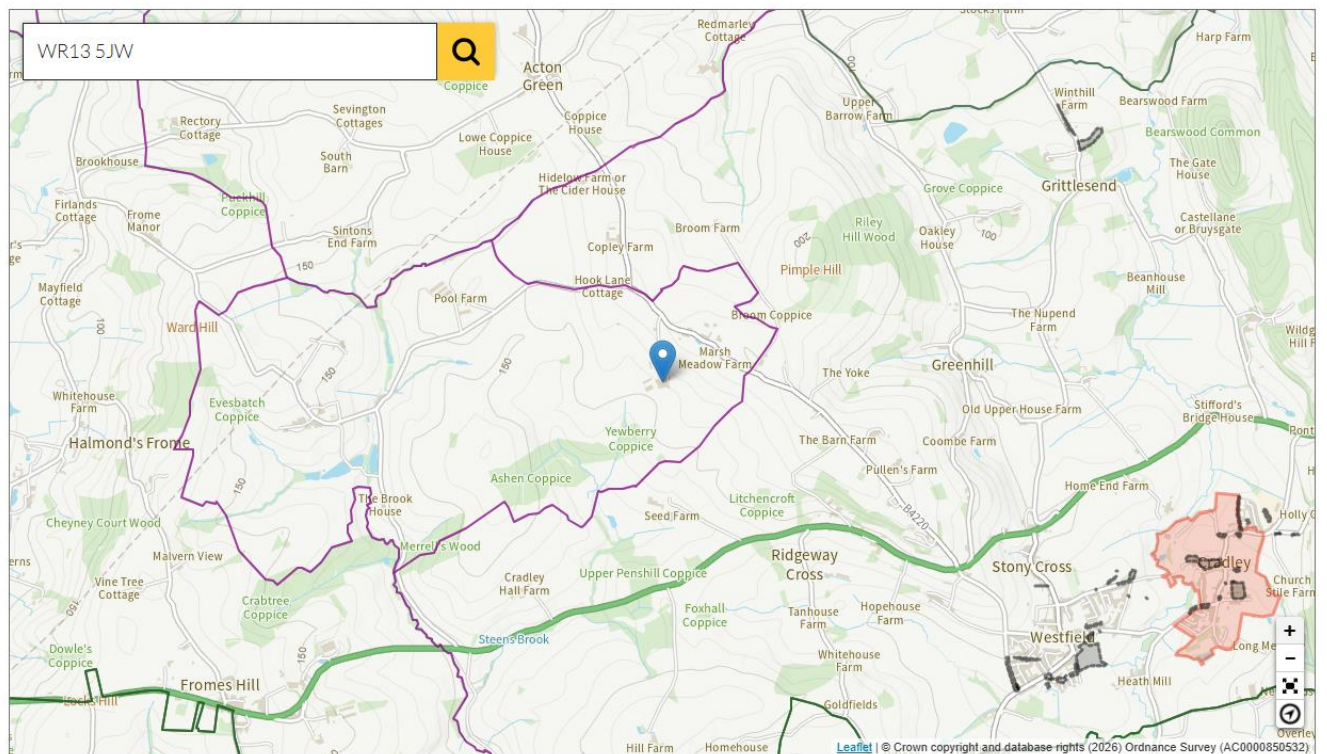 WR13 5JW
Redmarley
Cottage
Harp Farm
Acton
Green
Coppice
Winthill
Farm
Bearswood Farm
Sevington
Cottages
Rectory
Cottage
Coppice
House
Upper
Barrow Farm
Bearswood Common
Lowe Coppice
House
Brookhouse
South
Barn
The Gate
House
Hidelow Farm or
The Cider House
Grittlesend
Grove Coppice
Coppice
Firlands
Cottage
Frome
Manor
Castellane
or Bruysgate
Riley
Hill Wood
Oakley
House
100
Sintons
End Farm
Broom Farm
200
Copley Farm
150
Pimple Hill
Beanhouse
Mill
Mayfield
Cottage
Hook Lane
Cottage
Pool Farm
100
Broom Coppice
The Nupend
Farm
Ward Hill
Marsh
Meadow Farm
150
150
Greenhill
The Yoke
Whitehouse
Farm
Evesbatch
Coppice
Old Upper House Farm
Stifford's
Bridge House
Halmond's Frome
Yewberry
Coppice
The Barn Farm
Coombe Farm
Pullen's Farm
150
Ashen Coppice
Home End Farm
The Brook
House
Litchencroft
Coppice
Seed Farm
B4220
Cheyney Court Wood
Merrel's Wood
Malvern View
Ridgeway
Cross
Stony Cross
Cradley
Vine Tree
Cottage
Cradley
Hall Farm
Upper Penshill Coppice
Church
Stile Farm
150
Crabtree
Coppice
Foxhall
Coppice
Tanhouse
Farm
Hopehouse
Farm
Steens Brook
Westfield
Dowle's
Coppice
150
Whitehouse
Farm
Heath Mill
Fromes Hill
Locks Hill
Goldfields
Hill Farm
Homehouse
+
−
Leaflet | © Crown copyright and database rights (2026) Ordnance Survey (AC0000850532)